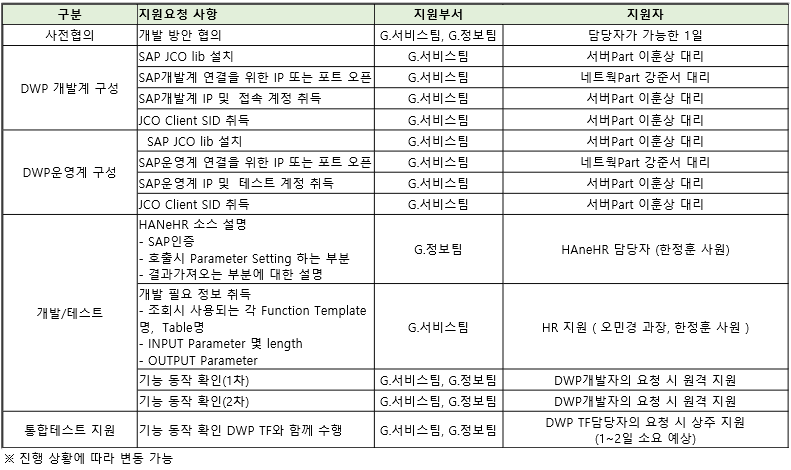 구분 지원요청 사항 지원부서 지원자
사전협의 개발 방안 협의 G.서비스팀, G.정보팀 담당자가 가능한 1일
DWP 개발계 구성
SAP JCO lib 설치 G.서비스팀 서버Part 이훈상 대리
SAP개발계 연결을 위한 IP 또는 포트 오픈 G.서비스팀 네트웍Part 강준서 대리
SAP개발계 IP 및 접속 계정 취득 G.서비스팀 서버Part 이훈상 대리
JCO Client SID 취득 G.서비스팀 서버Part 이훈상 대리
DWP운영계 구성
SAP JCO lib 설치 G.서비스팀 서버Part 이훈상 대리
SAP운영계 연결을 위한 IP 또는 포트 오픈 G.서비스팀 네트웍Part 강준서 대리
SAP운영계 IP 및 테스트 계정 취득 G.서비스팀 서버Part 이훈상 대리
JCO Client SID 취득 G.서비스팀 서버Part 이훈상 대리
개발/테스트
HANeHR 소스 설명
- SAP인증
- 호출시 Parameter Setting 하는 부분
- 결과가져오는 부분에 대한 설명
G.정보팀 HAneHR 담당자 (한정훈 사원)
개발 필요 정보 취득
- 조회시 사용되는 각 Function Template
명, Table명
- INPUT Parameter 몇 length
- OUTPUT Parameter
G.서비스팀 HR 지원 ( 오민경 과장, 한정훈 사원 )
기능 동작 확인(1차) G.서비스팀, G.정보팀 DWP개발자의 요청 시 원격 지원
기능 동작 확인(2차) G.서비스팀, G.정보팀 DWP개발자의 요청 시 원격 지원
통합테스트 지원 기능 동작 확인 DWP TF와 함께 수행 G.서비스팀, G.정보팀 DWP TF담당자의 요청 시 상주 지원
(1~2일 소요 예상)
※ 진행 상황에 따라 변동 가능